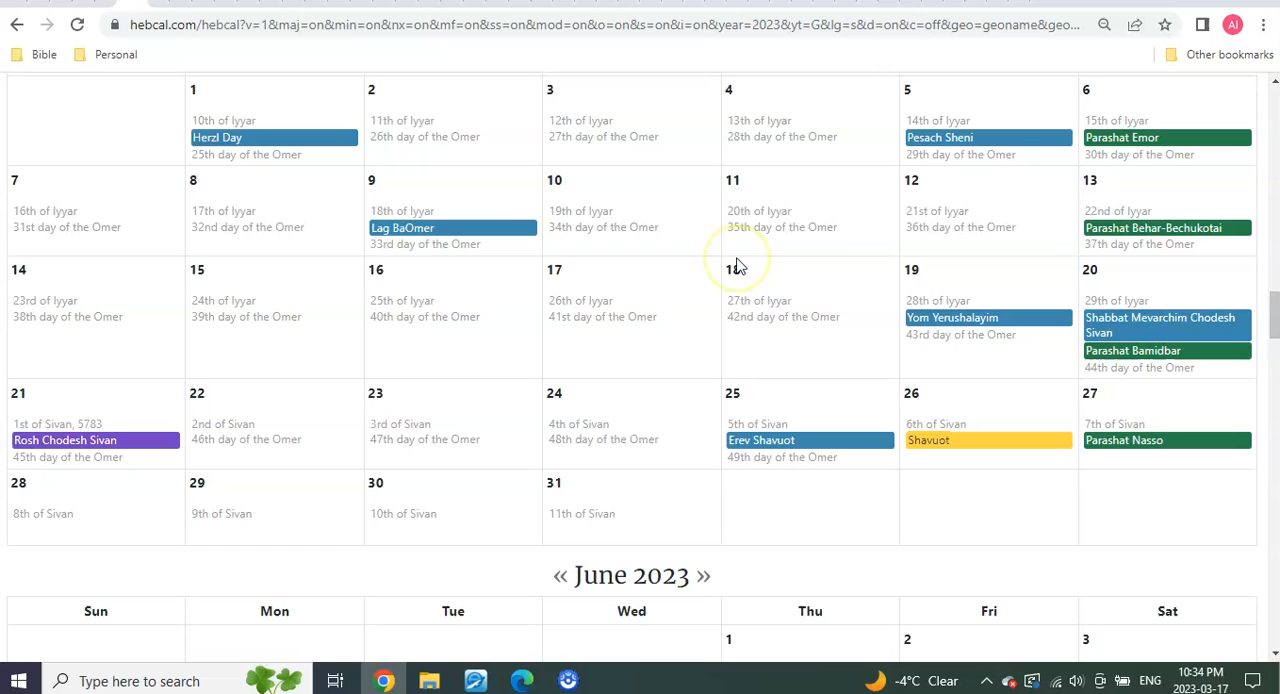 hebcal.com/hebcal?v=1&maj=on&min=on&nx=on&mf=on&ss=on&mod=on&o=on&s=on&i=on&year=2023&yt=G&lg=s&d=on&c=off&geo=geoname&geo...
AI
Bible
Personal
Other bookmarks
1
2
3
4
5
6
10th of Iyyar
11th of Iyyar
12th of Iyyar
13th of Iyyar
14th of Iyyar
15th of Iyyar
Herzl Day
26th day of the Omer
27th day of the Omer
28th day of the Omer
Pesach Sheni
Parashat Emor
25th day of the Omer
29th day of the Omer
30th day of the Omer
7
8
9
10
11
12
13
16th of Iyyar
17th of Iyyar
18th of Iyyar
19th of Iyyar
20th of Iyyar
21st of Iyyar
22nd of Iyyar
31st day of the Omer
32nd day of the Omer
Lag BaOmer
34th day of the Omer
35th day of the Omer
36th day of the Omer
Parashat Behar-Bechukotai
33rd day of the Omer
37th day of the Omer
14
15
16
17
18
19
20
23rd of Iyyar
24th of Iyyar
25th of Iyyar
26th of Iyyar
27th of Iyyar
28th of Iyyar
29th of Iyyar
38th day of the Omer
39th day of the Omer
40th day of the Omer
41st day of the Omer
42nd day of the Omer
Yom Yerushalayim
Shabbat Mevarchim Chodesh
Sivan
43rd day of the Omer
Parashat Bamidbar
44th day of the Omer
21
22
23
24
25
26
27
1st of Sivan, 5783
2nd of Sivan
3rd of Sivan
4th of Sivan
5th of Sivan
6th of Sivan
7th of Sivan
Rosh Chodesh Sivan
46th day of the Omer
47th day of the Omer
48th day of the Omer
Erev Shavuot
Shavuot
Parashat Nasso
45th day of the Omer
49th day of the Omer
28
29
30
31
8th of Sivan
9th of Sivan
10th of Sivan
11th of Sivan
« June 2023 »
Sun
Mon
Tue
Wed
Thu
Fri
Sat
1
2
3
Type here to search
-4°C Clear
ENG
10:34 PM
2023-03-17